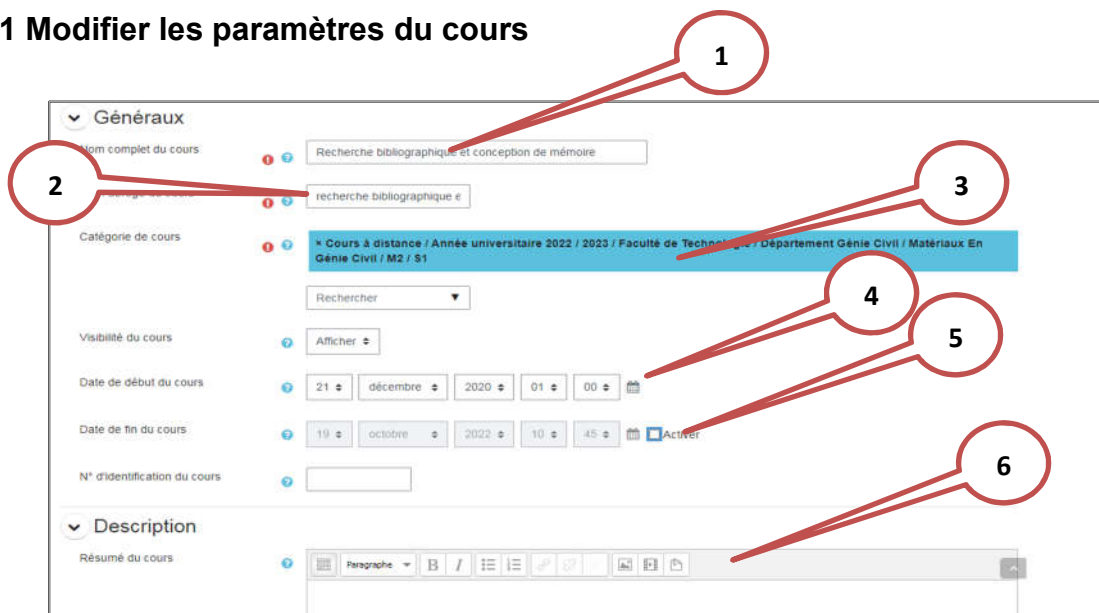 1 Modifier les paramètres du cours
1
Généraux
Nom complet du cours
Recherche bibliographique et conception de mémoire
2
recherche bibliographique e
3
Catégorie de cours
× Cours à distance / Année universitaire 2022 / 2023 / Faculté de Technologie / Département Génie Civil / Matériaux En
Génie Civil / M2 / S1
Rechercher
4
Visibilité du cours
Afficher
5
Date de début du cours
21 décembre 2020 01 00
Date de fin du cours
19 octobre 2022 10 45 Activer
6
N° d'identification du cours
Description
Résumé du cours
Paragraphe B I